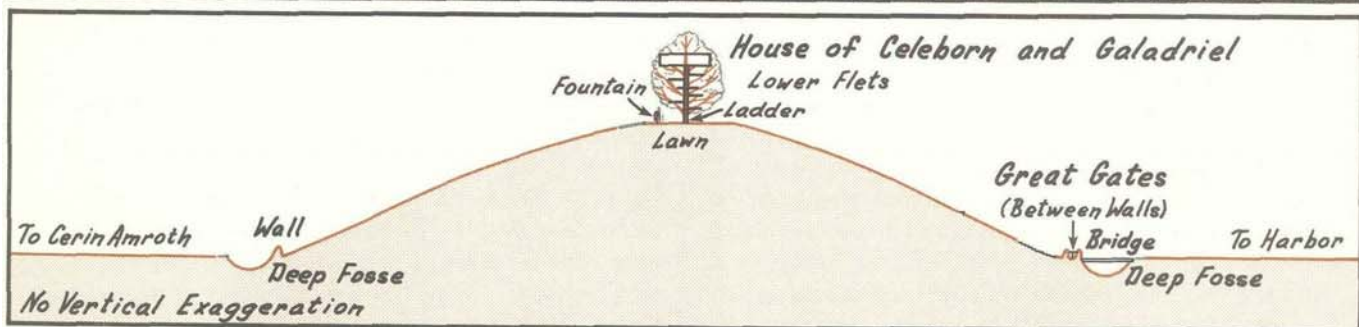 House of Celeborn and Galadriel
Lower Flets
Fountain
Ladder
Lawn
Great Gates
(Between Walls)
To Cerin Amroth
Wall
Bridge
To Harbor
Deep Fosse
Deep Fosse
No Vertical Exaggeration